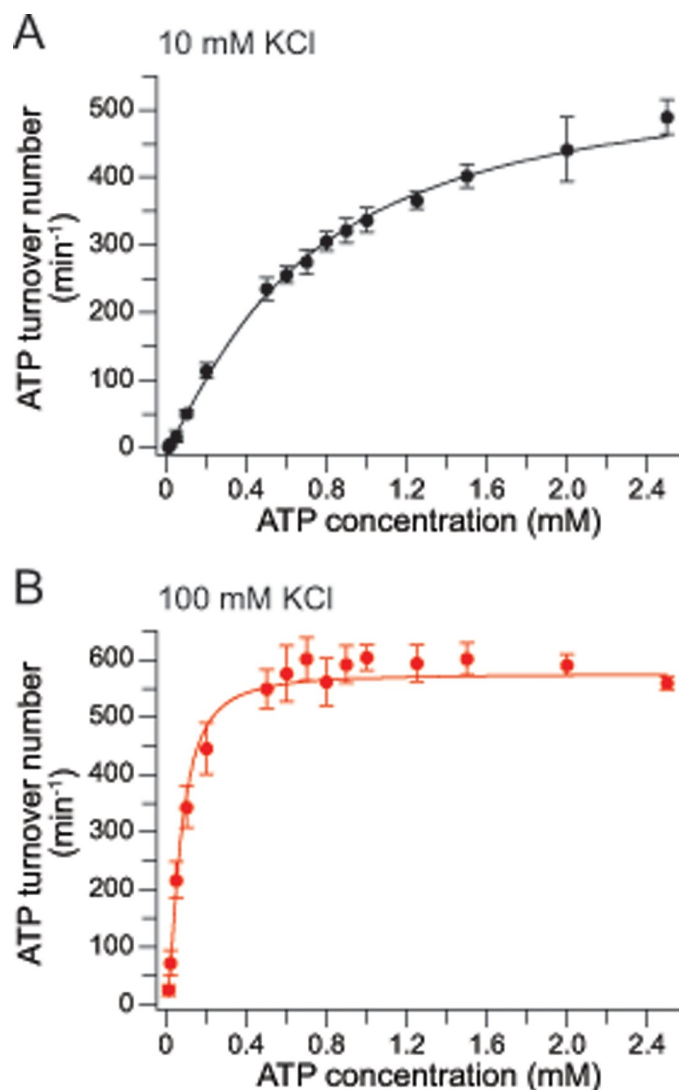 A
10 mM KCl
ATP turnover number
(min⁻¹)
500
400
300
200
100
0
0 0.4 0.8 1.2 1.6 2.0 2.4
ATP concentration (mM)
B
100 mM KCl
ATP turnover number
(min⁻¹)
600
500
400
300
200
100
0
0 0.4 0.8 1.2 1.6 2.0 2.4
ATP concentration (mM)